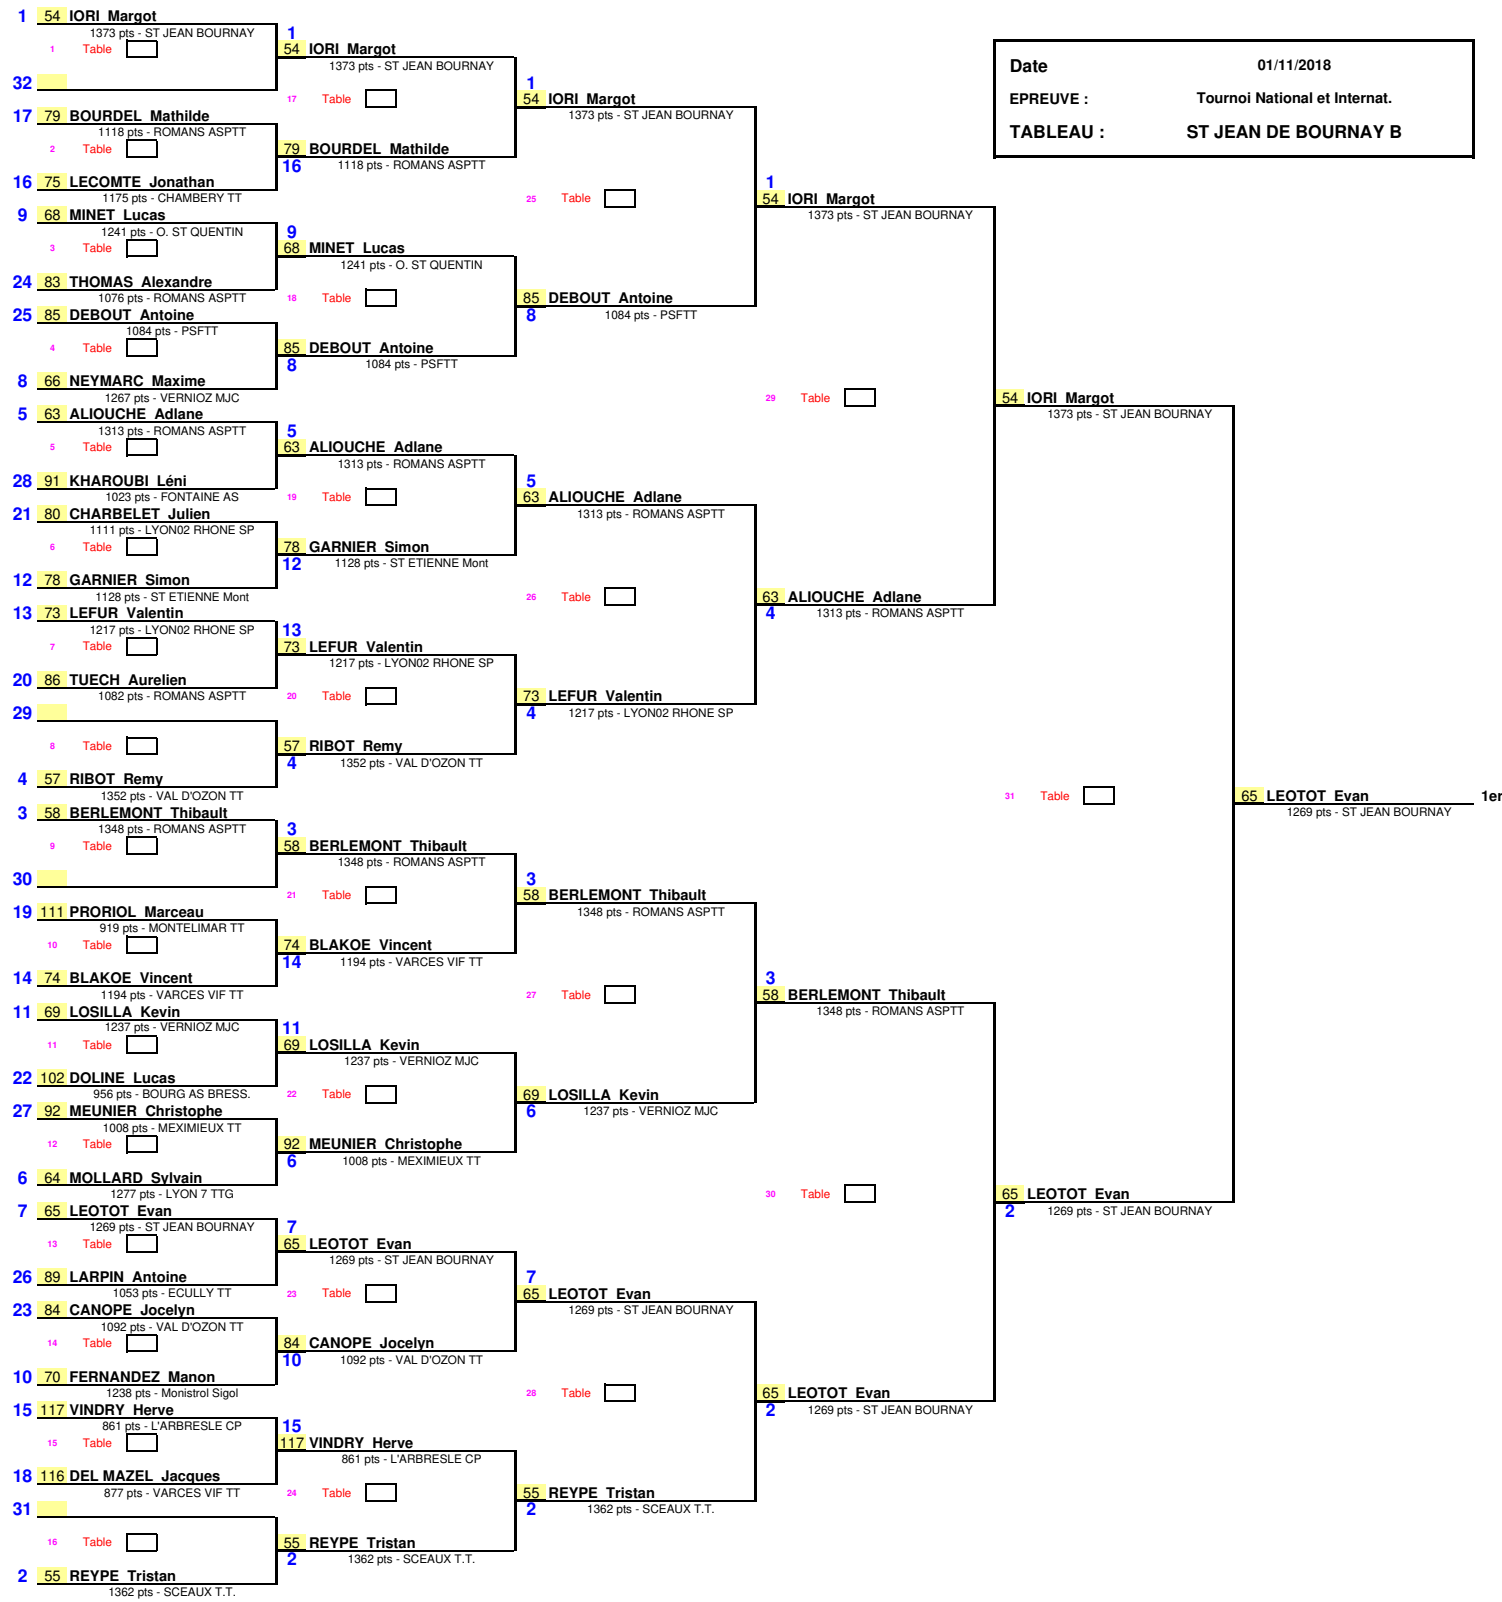 Date 01/11/2018
EPREUVE : Tournoi National et Internat.
TABLEAU : ST JEAN DE BOURNAY B
1 54 IORI Margot
1373 pts - ST JEAN BOURNAY
1 Table
32
17 79 BOURDEL Mathilde
1118 pts - ROMANS ASPTT
2 Table
16 75 LECOMTE Jonathan
1175 pts - CHAMBERY TT
9 68 MINET Lucas
1241 pts - O. ST QUENTIN
3 Table
24 83 THOMAS Alexandre
1076 pts - ROMANS ASPTT
25 85 DEBOUT Antoine
1084 pts - PSFTT
4 Table
8 66 NEYMARC Maxime
1267 pts - VERNIOZ MJC
5 63 ALIOUCHE Adlane
1313 pts - ROMANS ASPTT
5 Table
28 91 KHAROUBI Léni
1023 pts - FONTAINE AS
21 80 CHARBELET Julien
1111 pts - LYON02 RHONE SP
6 Table
12 78 GARNIER Simon
1128 pts - ST ETIENNE Mont
13 73 LEFUR Valentin
1217 pts - LYON02 RHONE SP
7 Table
20 86 TUECH Aurelien
1082 pts - ROMANS ASPTT
29
8 Table
4 57 RIBOT Remy
1352 pts - VAL D'OZON TT
3 58 BERLEMONT Thibault
1348 pts - ROMANS ASPTT
9 Table
30
19 111 PRORIOL Marceau
919 pts - MONTELIMAR TT
10 Table
14 74 BLAKOE Vincent
1194 pts - VARCES VIF TT
11 69 LOSILLA Kevin
1237 pts - VERNIOZ MJC
11 Table
22 102 DOLINE Lucas
956 pts - BOURG AS BRESS.
27 92 MEUNIER Christophe
1008 pts - MEXIMIEUX TT
12 Table
6 64 MOLLARD Sylvain
1277 pts - LYON 7 TTG
7 65 LEOTOT Evan
1269 pts - ST JEAN BOURNAY
13 Table
26 89 LARPIN Antoine
1053 pts - ECULLY TT
23 84 CANOPE Jocelyn
1092 pts - VAL D'OZON TT
14 Table
10 70 FERNANDEZ Manon
1238 pts - Monistrol Sigol
15 117 VINDRY Herve
861 pts - L'ARBRESLE CP
15 Table
18 116 DEL MAZEL Jacques
877 pts - VARCES VIF TT
31
16 Table
2 55 REYPE Tristan
1362 pts - SCEAUX T.T.
1
54 IORI Margot
1373 pts - ST JEAN BOURNAY
17 Table
79 BOURDEL Mathilde
16 1118 pts - ROMANS ASPTT
9
68 MINET Lucas
1241 pts - O. ST QUENTIN
18 Table
85 DEBOUT Antoine
8 1084 pts - PSFTT
5
63 ALIOUCHE Adlane
1313 pts - ROMANS ASPTT
19 Table
78 GARNIER Simon
12 1128 pts - ST ETIENNE Mont
13
73 LEFUR Valentin
1217 pts - LYON02 RHONE SP
20 Table
57 RIBOT Remy
4 1352 pts - VAL D'OZON TT
3
58 BERLEMONT Thibault
1348 pts - ROMANS ASPTT
21 Table
74 BLAKOE Vincent
14 1194 pts - VARCES VIF TT
11
69 LOSILLA Kevin
1237 pts - VERNIOZ MJC
22 Table
92 MEUNIER Christophe
6 1008 pts - MEXIMIEUX TT
7
65 LEOTOT Evan
1269 pts - ST JEAN BOURNAY
23 Table
84 CANOPE Jocelyn
10 1092 pts - VAL D'OZON TT
15
117 VINDRY Herve
861 pts - L'ARBRESLE CP
24 Table
55 REYPE Tristan
2 1362 pts - SCEAUX T.T.
1
54 IORI Margot
1373 pts - ST JEAN BOURNAY
25 Table
85 DEBOUT Antoine
8 1084 pts - PSFTT
5
63 ALIOUCHE Adlane
1313 pts - ROMANS ASPTT
26 Table
73 LEFUR Valentin
4 1217 pts - LYON02 RHONE SP
3
58 BERLEMONT Thibault
1348 pts - ROMANS ASPTT
27 Table
69 LOSILLA Kevin
6 1237 pts - VERNIOZ MJC
7
65 LEOTOT Evan
1269 pts - ST JEAN BOURNAY
28 Table
55 REYPE Tristan
2 1362 pts - SCEAUX T.T.
1
54 IORI Margot
1373 pts - ST JEAN BOURNAY
29 Table
63 ALIOUCHE Adlane
4 1313 pts - ROMANS ASPTT
3
58 BERLEMONT Thibault
1348 pts - ROMANS ASPTT
30 Table
65 LEOTOT Evan
2 1269 pts - ST JEAN BOURNAY
54 IORI Margot
1373 pts - ST JEAN BOURNAY
31 Table
65 LEOTOT Evan
2 1269 pts - ST JEAN BOURNAY
65 LEOTOT Evan 1er
1269 pts - ST JEAN BOURNAY